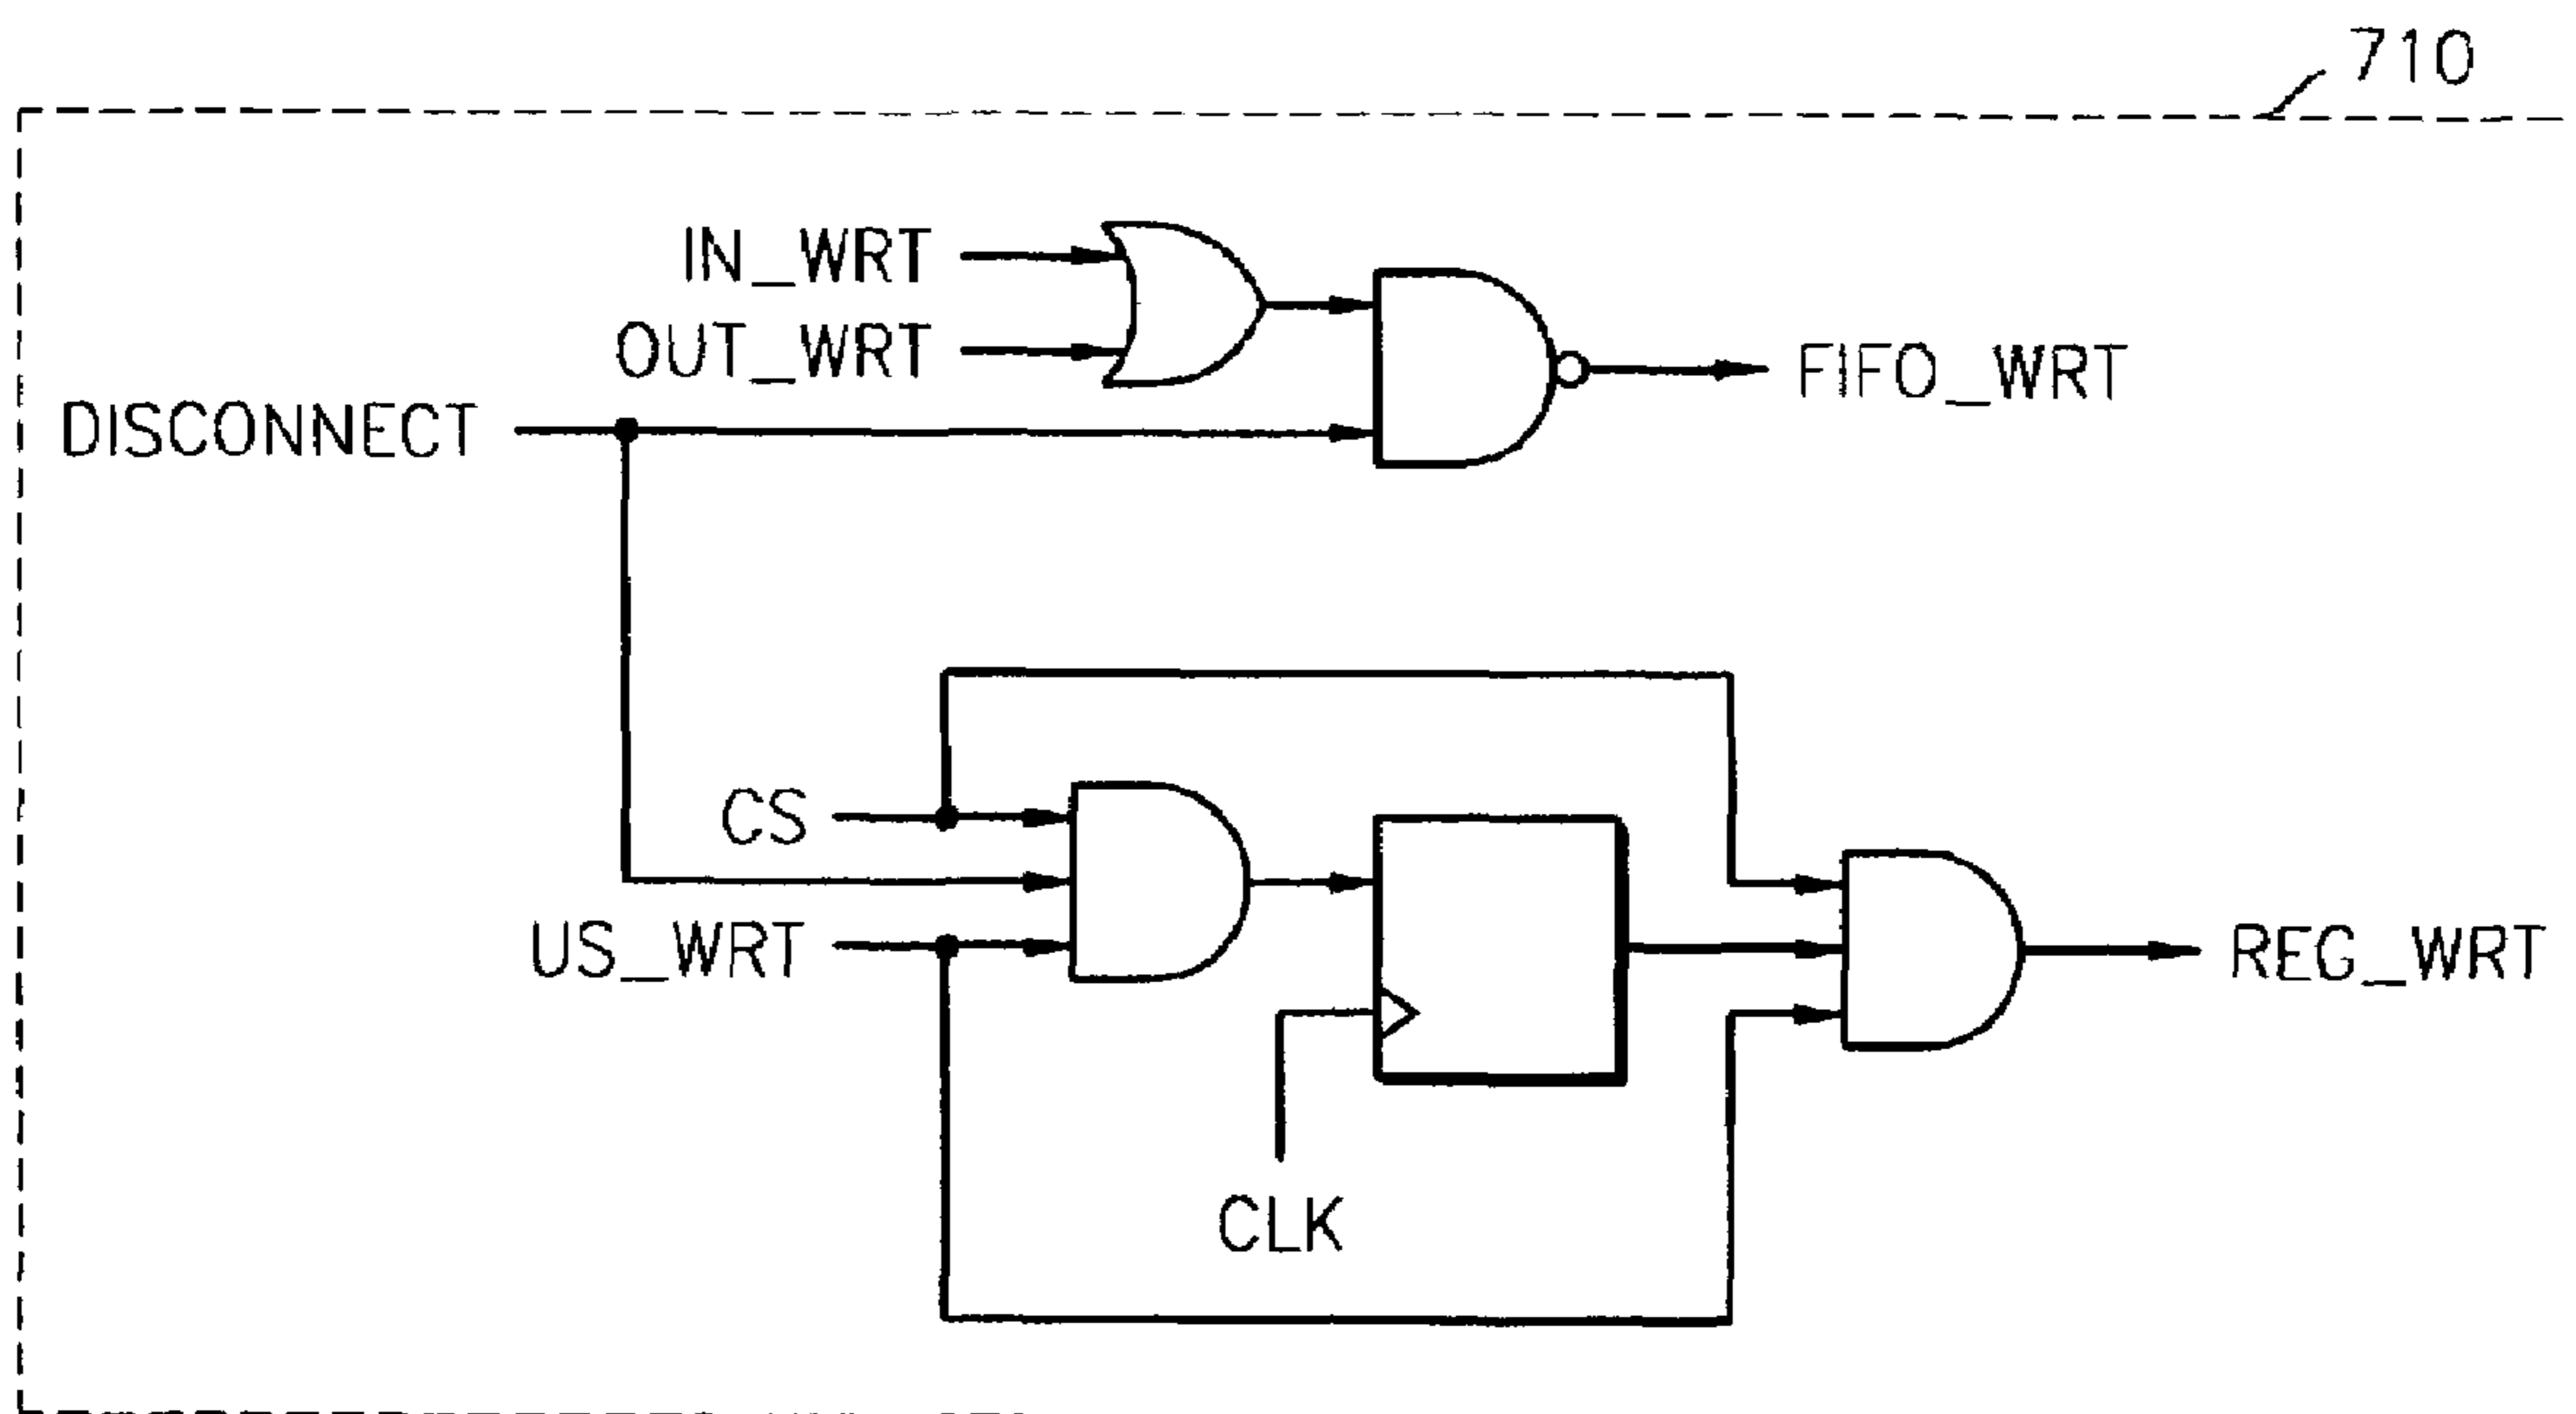 710
IN_WRT
OUT_WRT
FIFO_WRT
DISCONNECT
CS
US_WRT
REG_WRT
CLK